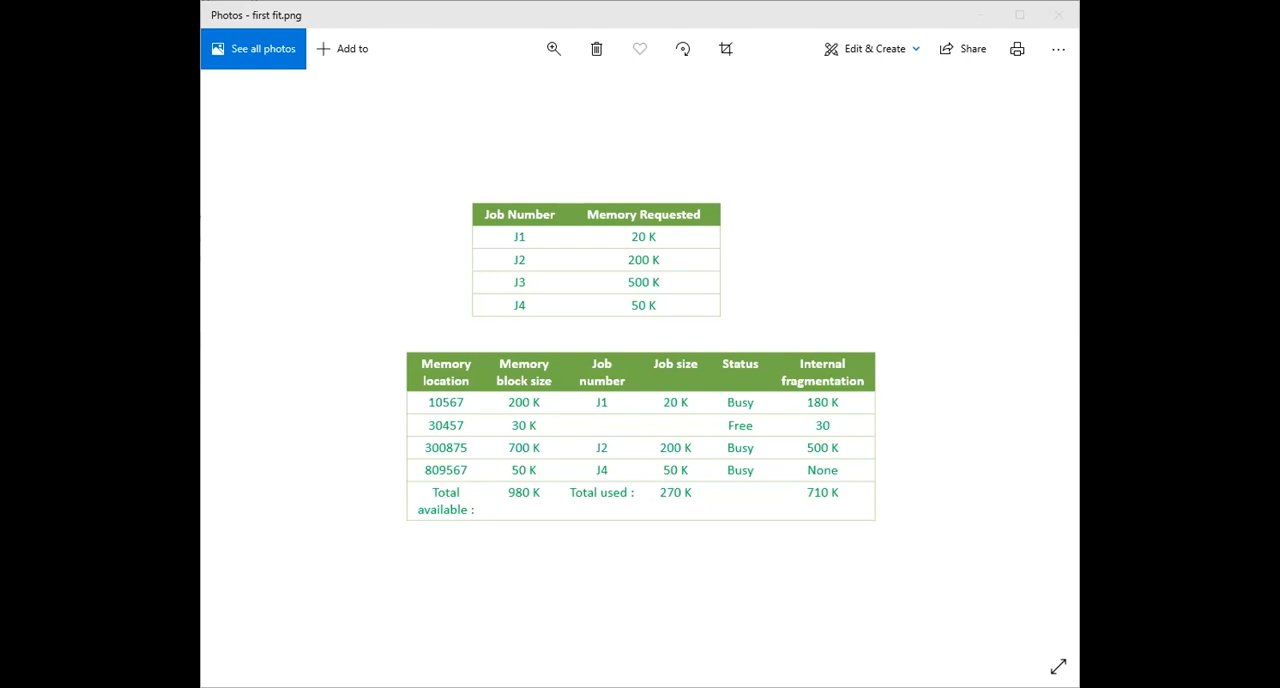 Photos - first fit.png
See all photos Add to Edit & Create Share
Job Number Memory Requested
J1 20 K
J2 200 K
J3 500 K
J4 50 K
Memory Memory Job Job size Status Internal
location block size number fragmentation
10567 200 K J1 20 K Busy 180 K
30457 30 K Free 30
300875 700 K J2 200 K Busy 500 K
809567 50 K J4 50 K Busy None
Total 980 K Total used : 270 K 710 K
available :